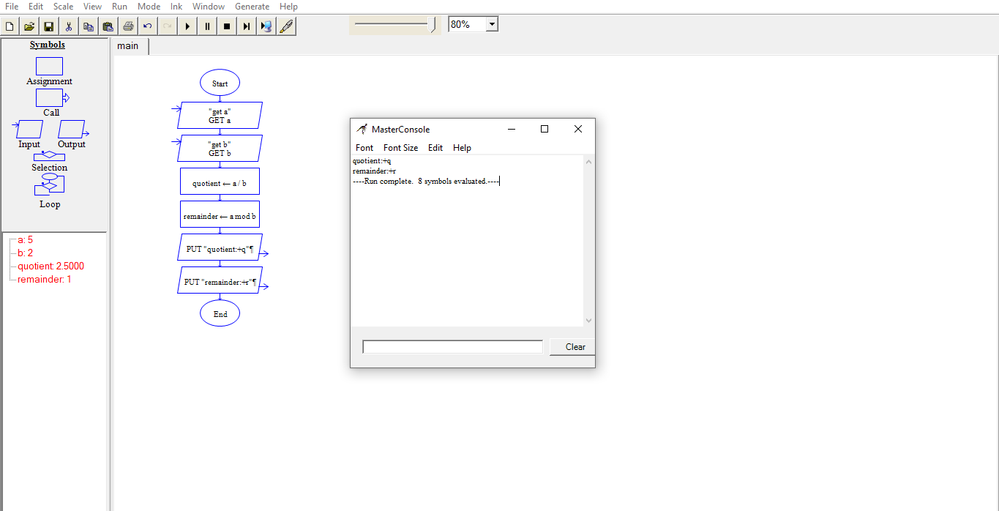 File Edit Scale View Run Mode Ink Window Generate Help
80%
Symbols
Assignment
Call
Input Output
Selection
Loop
a: 5
b: 2
quotient: 2.5000
remainder: 1
main
Start
"get a"
GET a
"get b"
GET b
quotient ← a / b
remainder ← a mod b
PUT "quotient:+q"¶
PUT "remainder:+r"¶
End
MasterConsole
Font Font Size Edit Help
quotient:+q
remainder:+r
----Run complete.  8 symbols evaluated.----
Clear